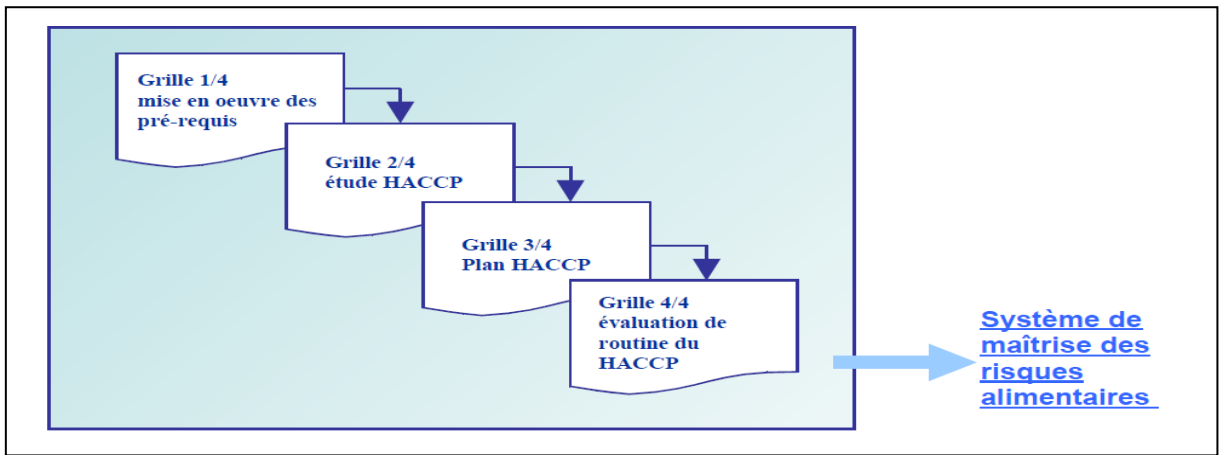 Grille 1/4
mise en oeuvre des
pré-requis
Grille 2/4
étude HACCP
Grille 3/4
Plan HACCP
Grille 4/4
évaluation de
routine du
HACCP
Système de
maîtrise des
risques
alimentaires